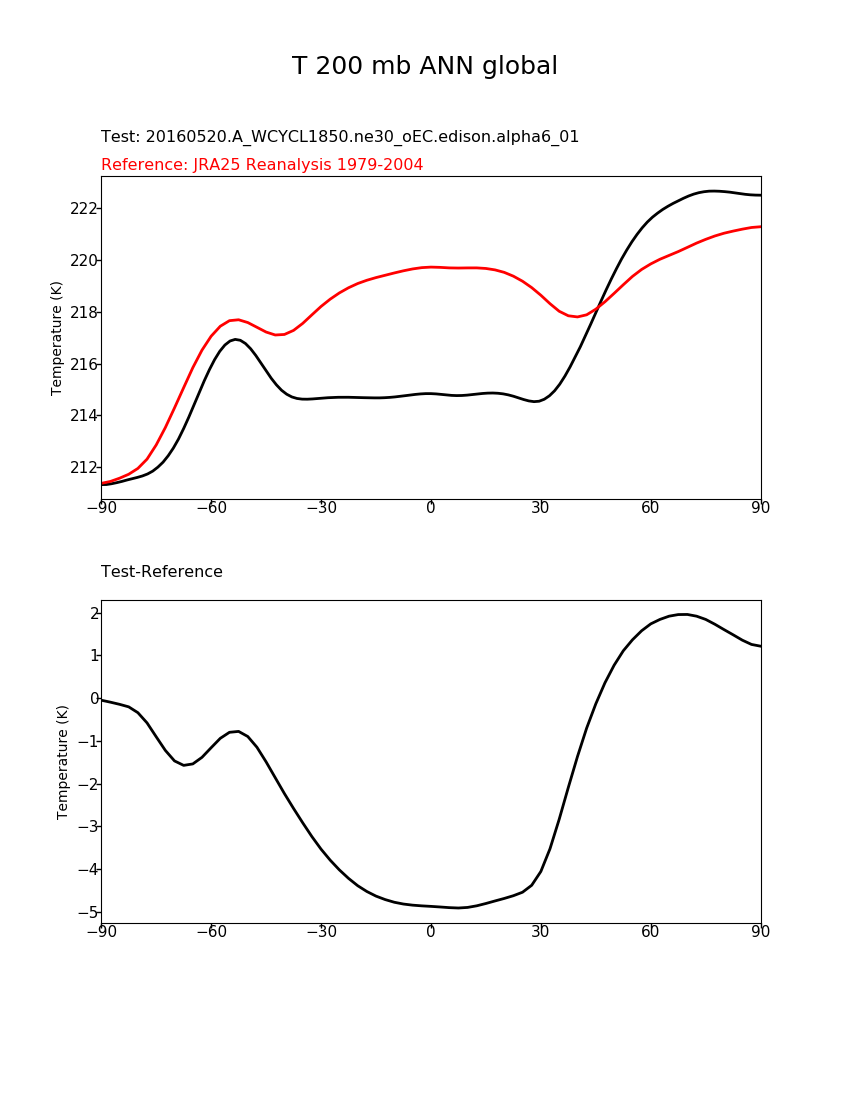 T 200 mb ANN global
Test: 20160520.A_WCYCL1850.ne30_oEC.edison.alpha6_01
Reference: JRA25 Reanalysis 1979-2004
Temperature (K)
222
220
218
216
214
212
−90 −60 −30 0 30 60 90
Test-Reference
Temperature (K)
2
1
0
−1
−2
−3
−4
−5
−90 −60 −30 0 30 60 90